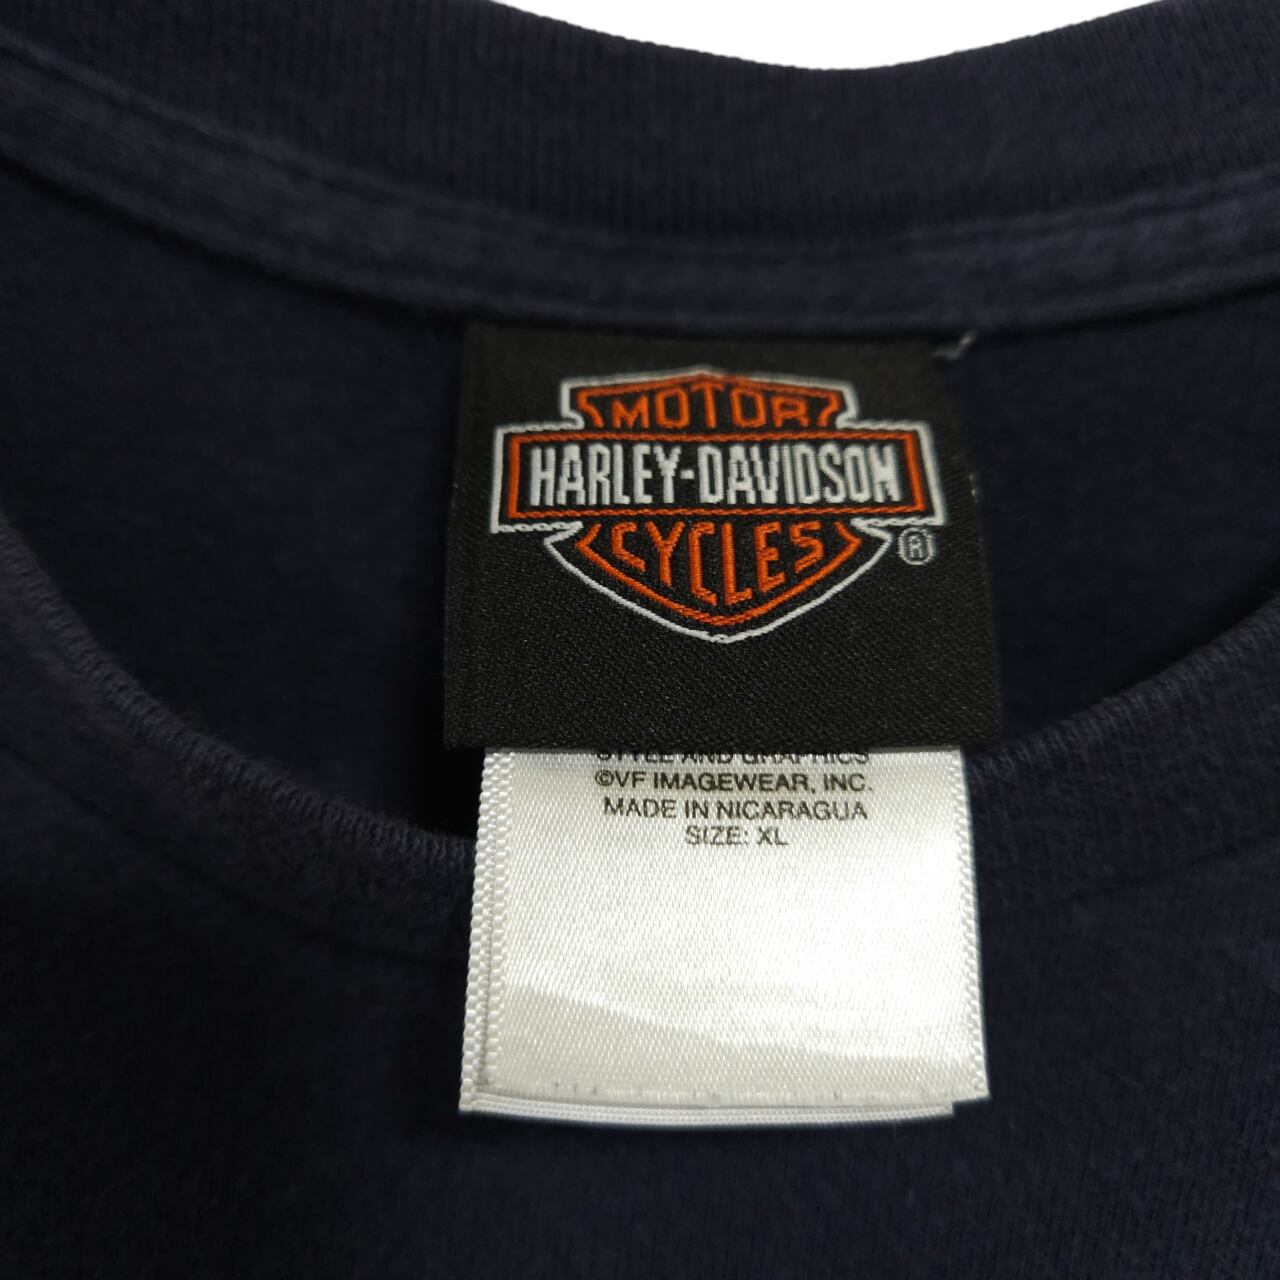 MOTOR
HARLEY-DAVIDSON
CYCLES
®
STYLE AND GRAPHICS
©VF IMAGEWEAR, INC.
MADE IN NICARAGUA
SIZE: XL